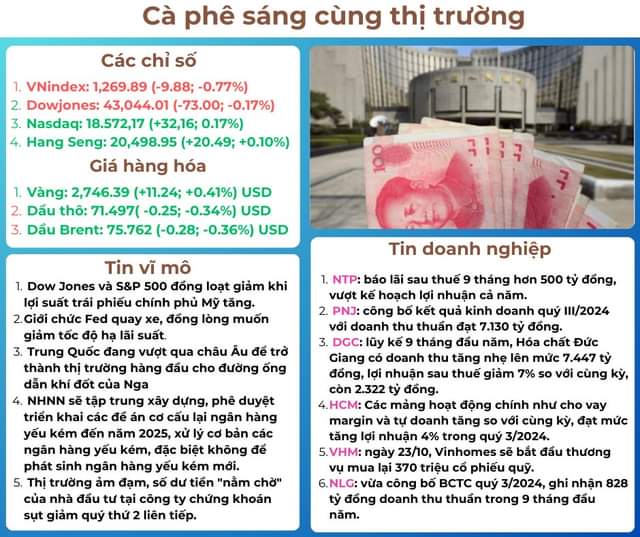 Cà phê sáng cùng thị trường
Các chỉ số
1. VNindex: 1,269.89 (-9.88; -0.77%)
2. Dowjones: 43,044.01 (-73.00; -0.17%)
3. Nasdaq: 18.572,17 (+32,16; 0.17%)
4. Hang Seng: 20,498.95 (+20.49; +0.10%)
Giá hàng hóa
1. Vàng: 2,746.39 (+11.24; +0.41%) USD
2. Dầu thô: 71.497( -0.25; -0.34%) USD
3. Dầu Brent: 75.762 (-0.28; -0.36%) USD
Tin vĩ mô
1. Dow Jones và S&P 500 đồng loạt giảm khi
lợi suất trái phiếu chính phủ Mỹ tăng.
2. Giới chức Fed quay xe, đồng lòng muốn
giảm tốc độ hạ lãi suất.
3. Trung Quốc đang vượt qua châu Âu để trở
thành thị trường hàng đầu cho đường ống
dẫn khí đốt của Nga
4. NHNN sẽ tập trung xây dựng, phê duyệt
triển khai các đề án cơ cấu lại ngân hàng
yếu kém đến năm 2025, xử lý cơ bản các
ngân hàng yếu kém, đặc biệt không để
phát sinh ngân hàng yếu kém mới.
5. Thị trường ảm đạm, số dư tiền "nằm chờ"
của nhà đầu tư tại công ty chứng khoán
sụt giảm quý thứ 2 liên tiếp.
100
Tin doanh nghiệp
1. NTP: báo lãi sau thuế 9 tháng hơn 500 tỷ đồng,
vượt kế hoạch lợi nhuận cả năm.
2. PNJ: công bố kết quả kinh doanh quý III/2024
với doanh thu thuần đạt 7.130 tỷ đồng.
3. DGC: lũy kế 9 tháng đầu năm, Hóa chất Đức
Giang có doanh thu tăng nhẹ lên mức 7.447 tỷ
đồng, lợi nhuận sau thuế giảm 7% so với cùng kỳ,
còn 2.322 tỷ đồng.
4. HCM: Các mảng hoạt động chính như cho vay
margin và tự doanh tăng so với cùng kỳ, đạt mức
tăng lợi nhuận 4% trong quý 3/2024.
5. VHM: ngày 23/10, Vinhomes sẽ bắt đầu thương
vụ mua lại 370 triệu cổ phiếu quỹ.
6. NLG: vừa công bố BCTC quý 3/2024, ghi nhận 828
tỷ đồng doanh thu thuần trong 9 tháng đầu
năm.